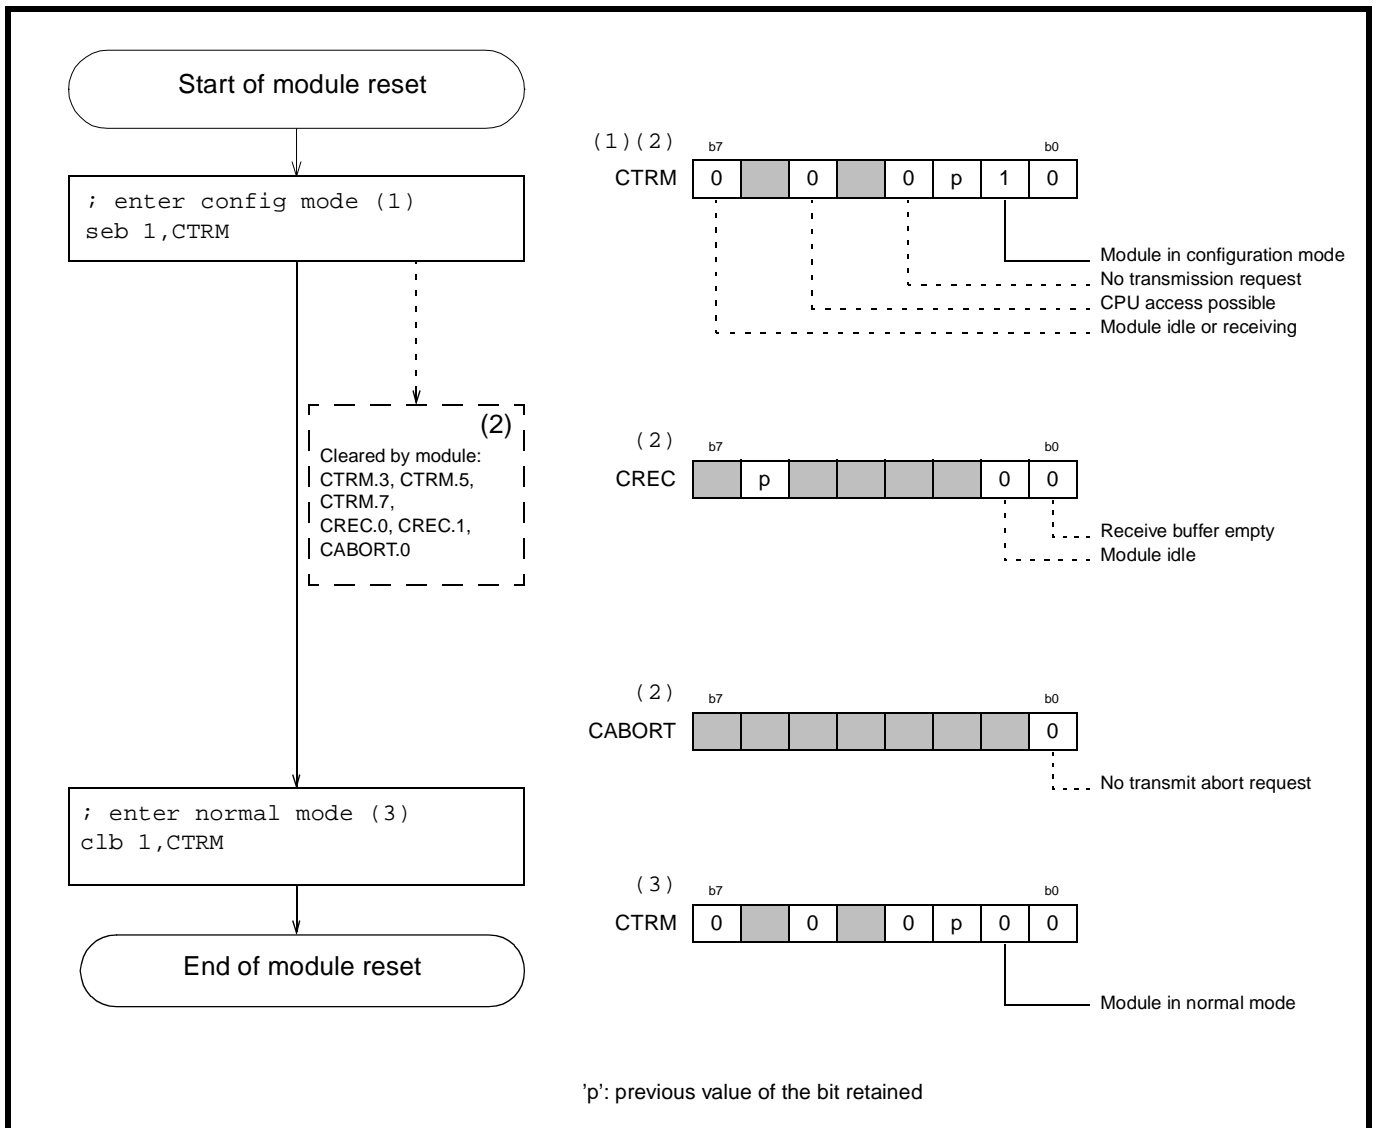 Start of module reset
; enter config mode (1)
seb 1,CTRM
(2)
Cleared by module:
CTRM.3, CTRM.5,
CTRM.7,
CREC.0, CREC.1,
CABORT.0
; enter normal mode (3)
clb 1,CTRM
End of module reset
(1)(2) b7 b0
CTRM 0 0 0 p 1 0
Module in configuration mode
No transmission request
CPU access possible
Module idle or receiving
(2) b7 b0
CREC p 0 0
Receive buffer empty
Module idle
(2) b7 b0
CABORT 0
No transmit abort request
(3) b7 b0
CTRM 0 0 0 p 0 0
Module in normal mode
'p': previous value of the bit retained